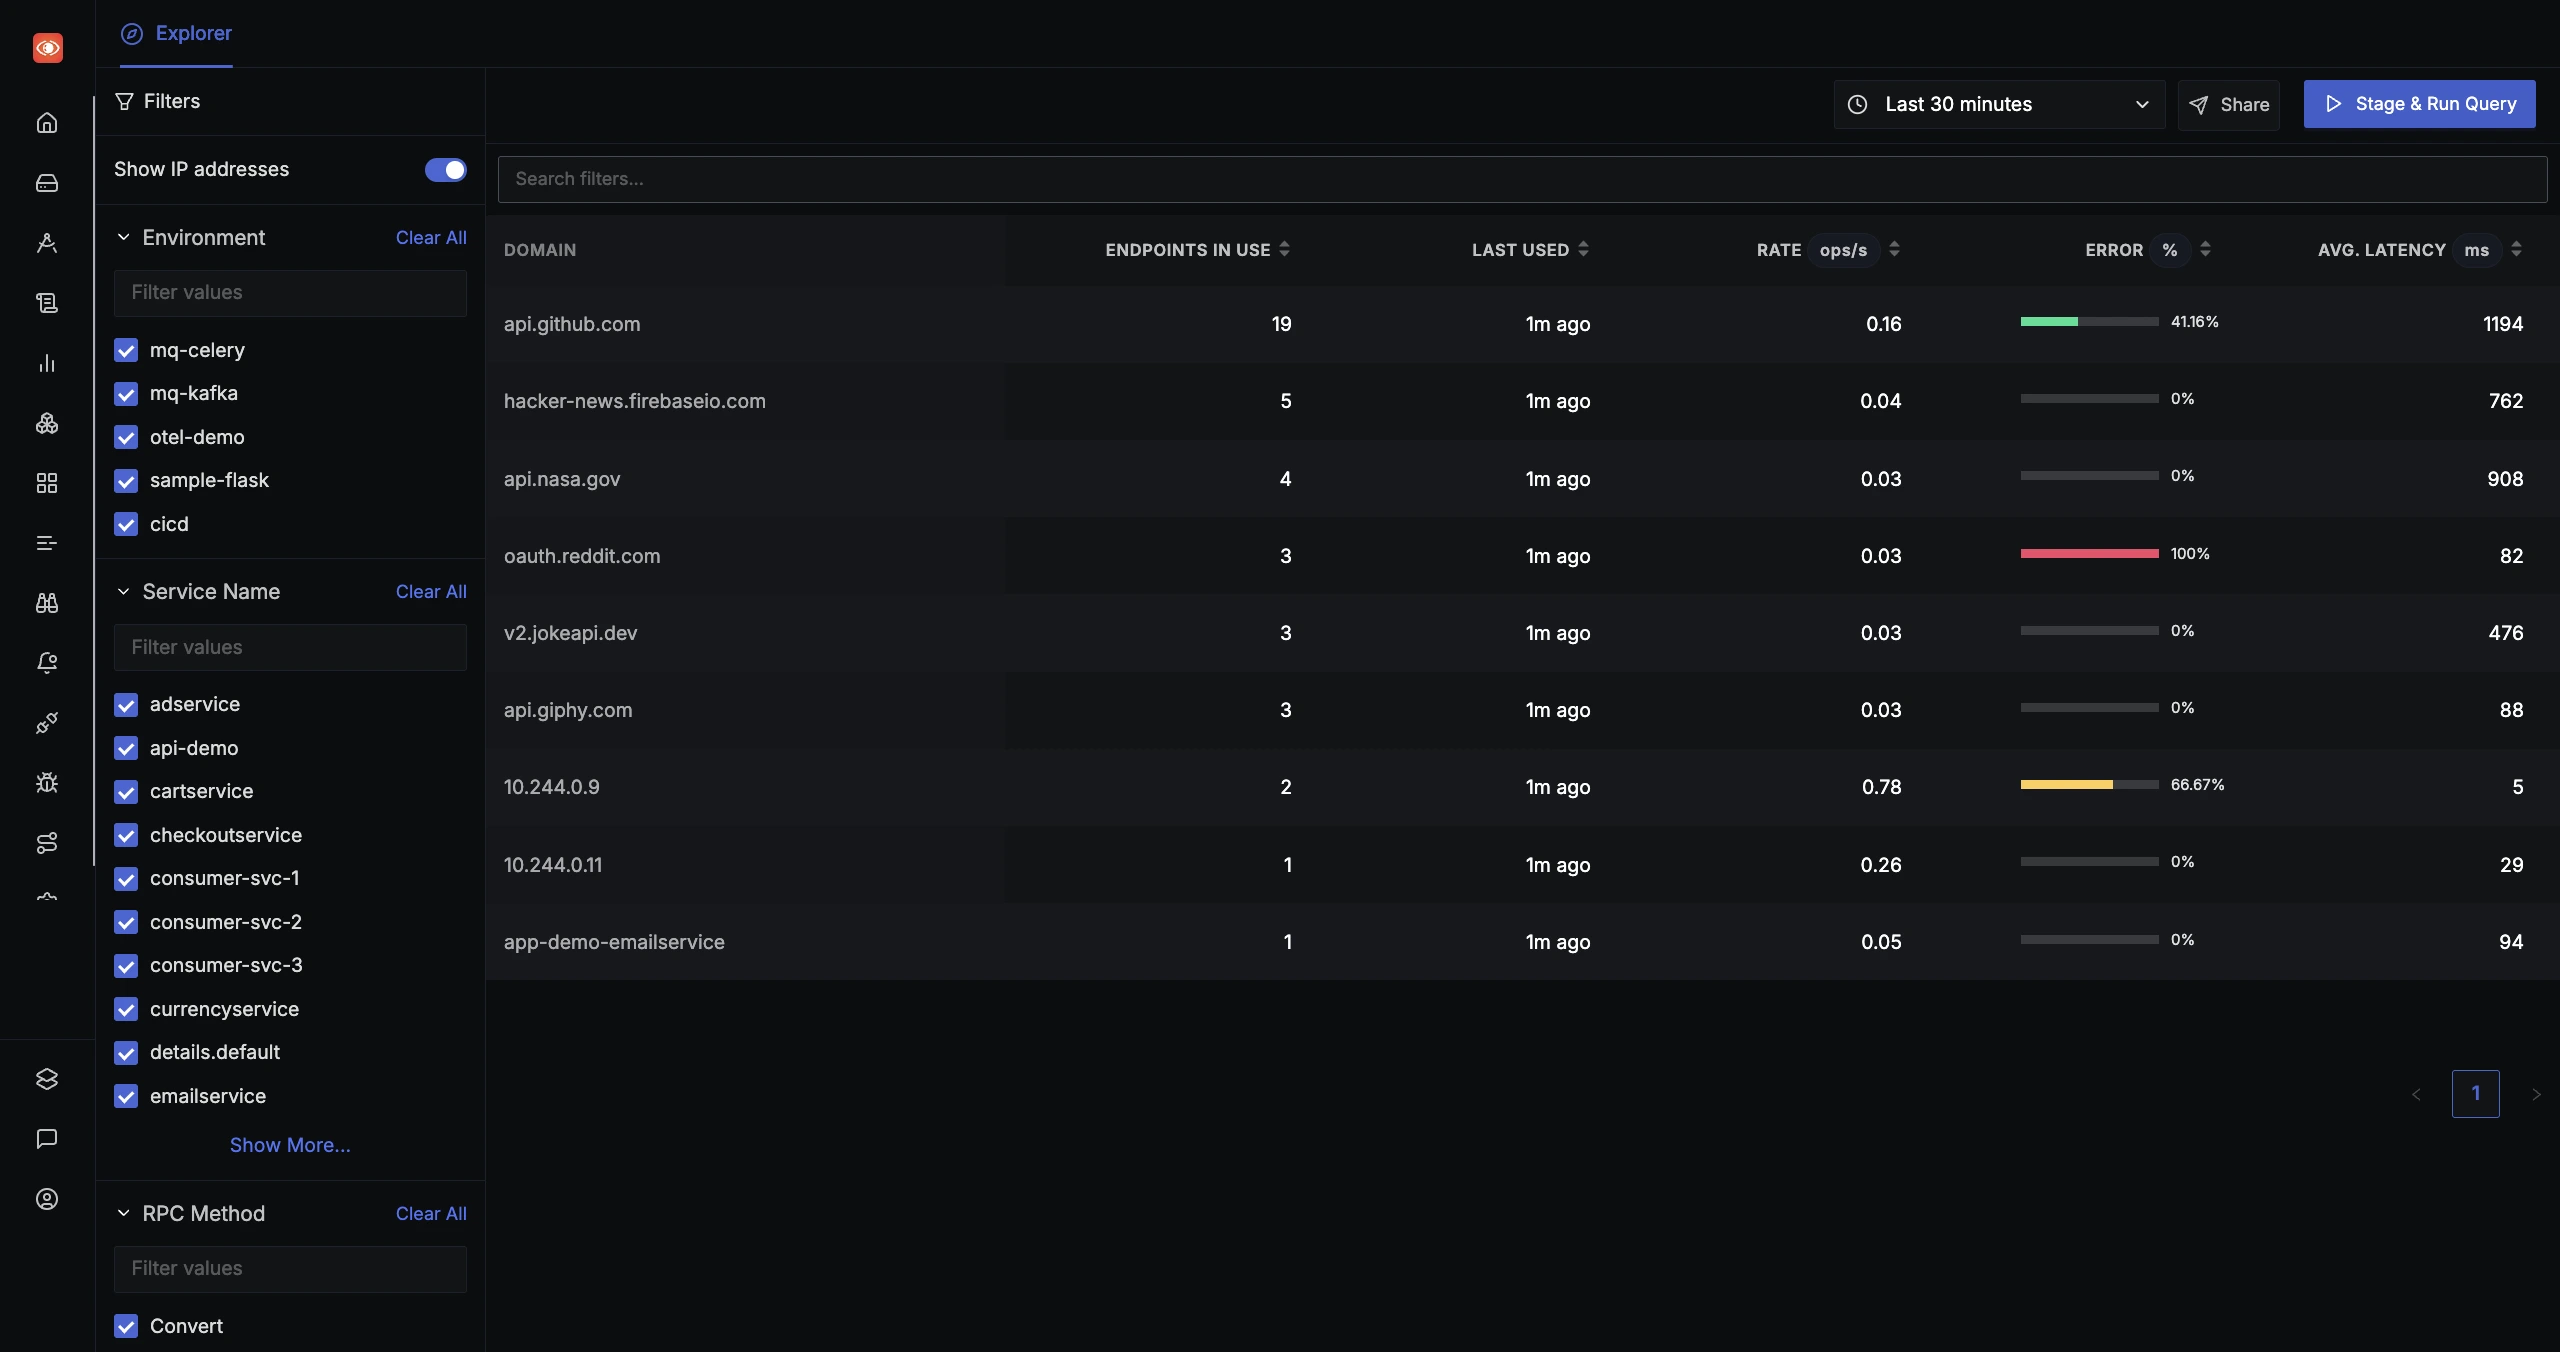 Explorer
Filters
Show IP addresses
Environment Clear All
Filter values
mq-celery
mq-kafka
otel-demo
sample-flask
cicd
Service Name Clear All
Filter values
adservice
api-demo
cartservice
checkoutservice
consumer-svc-1
consumer-svc-2
consumer-svc-3
currencyservice
details.default
emailservice
Show More...
RPC Method Clear All
Filter values
Convert
Last 30 minutes Share Stage & Run Query
Search filters...
DOMAIN ENDPOINTS IN USE LAST USED RATE ops/s ERROR % AVG. LATENCY ms
api.github.com 19 1m ago 0.16 41.16% 1194
hacker-news.firebaseio.com 5 1m ago 0.04 0% 762
api.nasa.gov 4 1m ago 0.03 0% 908
oauth.reddit.com 3 1m ago 0.03 100% 82
v2.jokeapi.dev 3 1m ago 0.03 0% 476
api.giphy.com 3 1m ago 0.03 0% 88
10.244.0.9 2 1m ago 0.78 66.67% 5
10.244.0.11 1 1m ago 0.26 0% 29
app-demo-emailservice 1 1m ago 0.05 0% 94
1